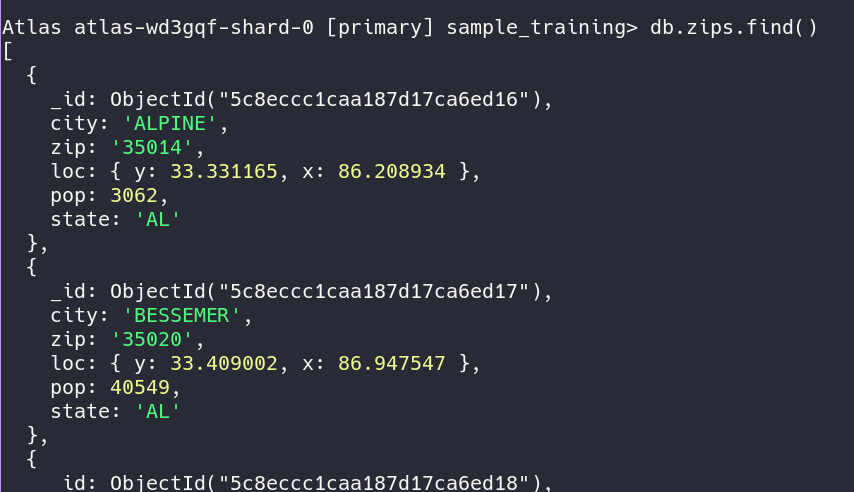 Atlas atlas-wd3gqf-shard-0 [primary] sample_training> db.zips.find()
[
  {
    _id: ObjectId("5c8eccc1caa187d17ca6ed16"),
    city: 'ALPINE',
    zip: '35014',
    loc: { y: 33.331165, x: 86.208934 },
    pop: 3062,
    state: 'AL'
  },
  {
    _id: ObjectId("5c8eccc1caa187d17ca6ed17"),
    city: 'BESSEMER',
    zip: '35020',
    loc: { y: 33.409002, x: 86.947547 },
    pop: 40549,
    state: 'AL'
  },
  {
    _id: ObjectId("5c8eccc1caa187d17ca6ed18"),